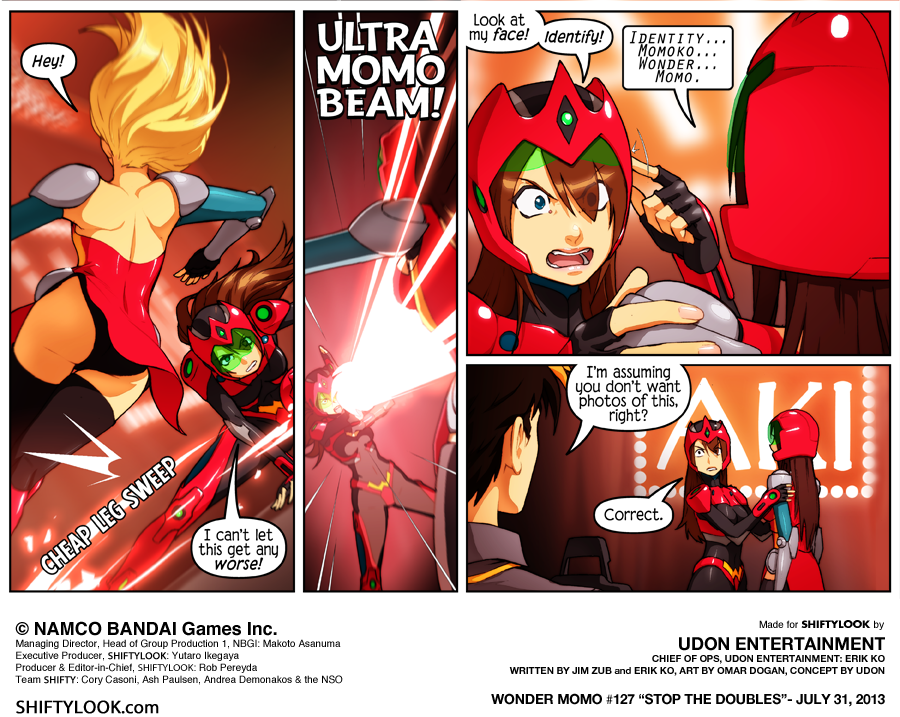 Hey!
CHEAP LEG SWEEP
I can't let
this get any
worse!
ULTRA
MOMO
BEAM!
Look at
my face!
Identify!
IDENTITY...
MOMOKO...
WONDER...
MOMO.
I'm assuming
you don't want
photos of this,
right?
AKI
Correct.
© NAMCO BANDAI Games Inc.
Managing Director, Head of Group Production 1, NBGI: Makoto Asanuma
Executive Producer, SHIFTYLOOK: Yutaro Ikegaya
Producer & Editor-in-Chief, SHIFTYLOOK: Rob Pereyda
Team SHIFTY: Cory Casoni, Ash Paulsen, Andrea Demonakos & the NSO
SHIFTYLOOK.com
Made for SHIFTYLOOK by
UDON ENTERTAINMENT
CHIEF OF OPS, UDON ENTERTAINMENT: ERIK KO
WRITTEN BY JIM ZUB and ERIK KO, ART BY OMAR DOGAN, CONCEPT BY UDON
WONDER MOMO #127 “STOP THE DOUBLES”- JULY 31, 2013